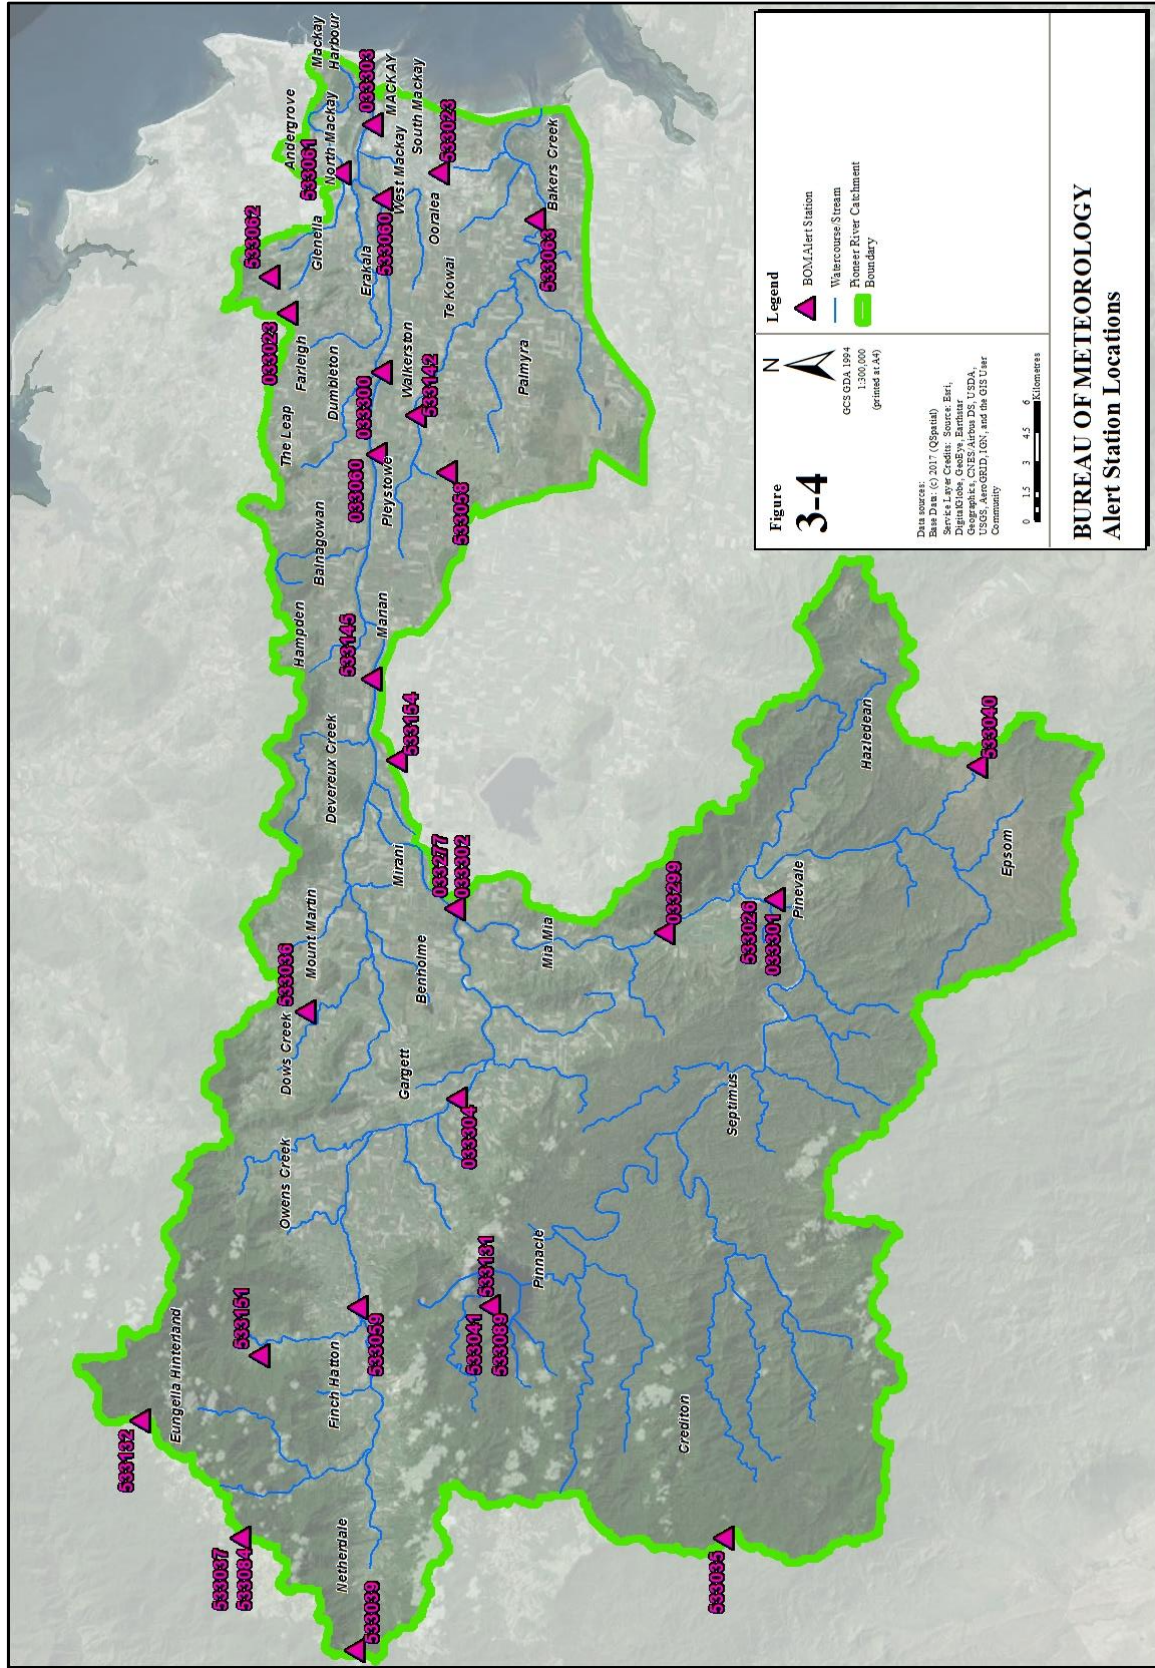 533132
Eungella Hinterland
533037
533084
533151
Netherdale
533039
Finch Hatton
533059
Owens Creek
Dows Creek
533036
Mount Martin
Gargett
033304
Benholme
Mirani
033277
033302
Devereux Creek
533154
533145
Marian
Hampden
Balnagowan
033060
Pleystowe
533058
The Leap
Dumbleton
Farleigh
033023
533062
033300
Walkerston
533142
Erakala
Glenella
533060
West Mackay
533061
North Mackay
Andergrove
Mackay
Harbour
033303
MACKAY
South Mackay
533023
Ooralea
Te Kowai
Palmyra
533063
Bakers Creek
533041
533089
533131
Pinnacle
Mia Mia
033299
533026
033301
Pinevale
Septimus
Crediton
533035
Hazledean
533040
Epsom
Figure
3-4
N
GCS GDA 1994
1:300,000
(printed at A4)
Data sources:
Base Data: (c) 2017 (QSpatial)
Service Layer Credits: Source: Esri,
DigitalGlobe, GeoEye, Earthstar
Geographics, CNES/Airbus DS, USDA,
USGS, AeroGRID, IGN, and the GIS User
Community
0 1.5 3 4.5 6
Kilometres
Legend
BOM Alert Station
Watercourse/Stream
Pioneer River Catchment
Boundary
BUREAU OF METEOROLOGY
Alert Station Locations